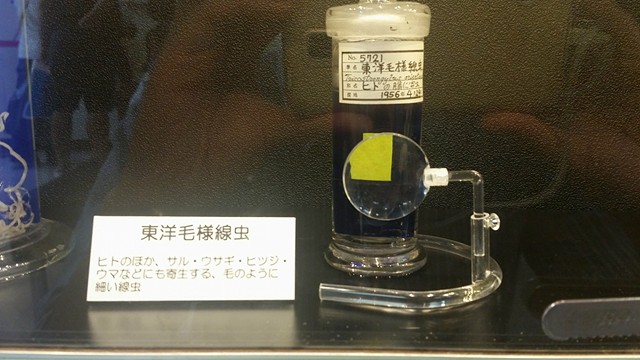 No. 5721
東洋毛様線虫
ヒト
1956
東洋毛様線虫
ヒトのほか、サル・ウサギ・ヒツジ・
ウマなどにも寄生する、毛のように
細い線虫